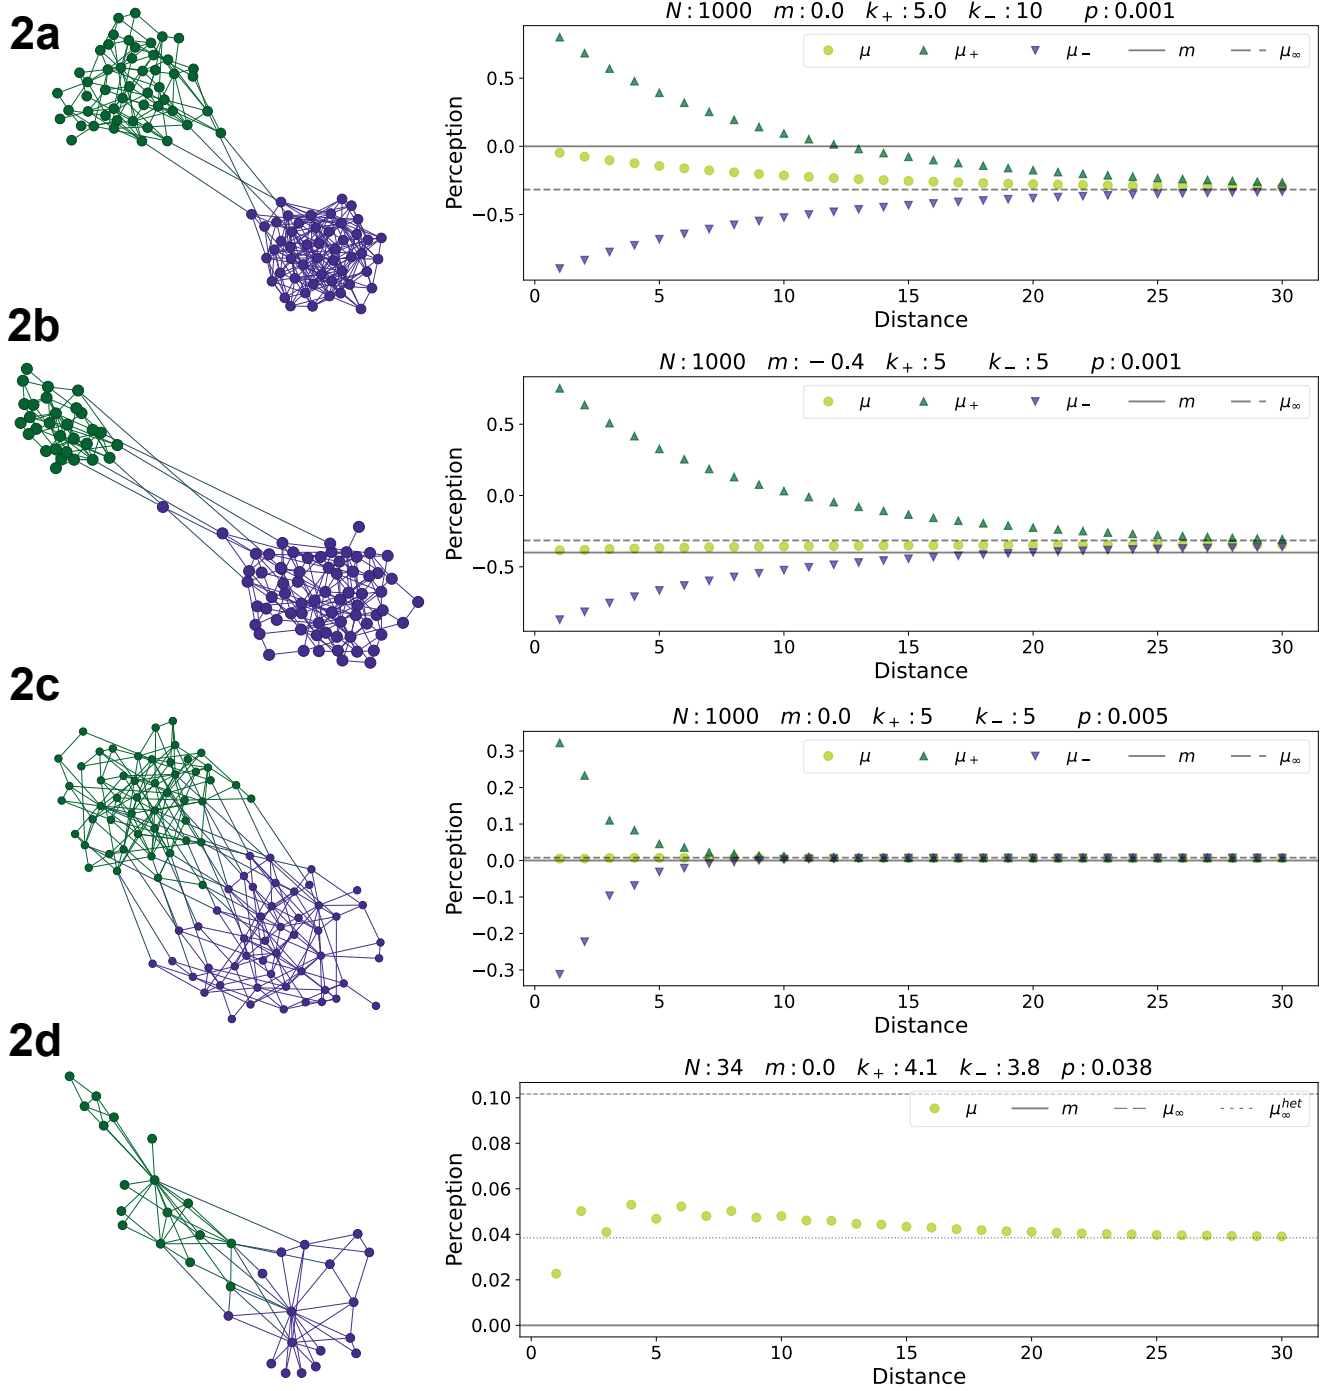 2a
N:1000 m:0.0 k₊:5.0 k₋:10 p:0.001
μ μ₊ μ₋ m μ∞
Perception
0.5
0.0
−0.5
0 5 10 15 20 25 30
Distance
2b
N:1000 m:−0.4 k₊:5 k₋:5 p:0.001
μ μ₊ μ₋ m μ∞
Perception
0.5
0.0
−0.5
0 5 10 15 20 25 30
Distance
2c
N:1000 m:0.0 k₊:5 k₋:5 p:0.005
μ μ₊ μ₋ m μ∞
Perception
0.3
0.2
0.1
0.0
−0.1
−0.2
−0.3
0 5 10 15 20 25 30
Distance
2d
N:34 m:0.0 k₊:4.1 k₋:3.8 p:0.038
μ m μ∞ μ∞^het
Perception
0.10
0.08
0.06
0.04
0.02
0.00
0 5 10 15 20 25 30
Distance